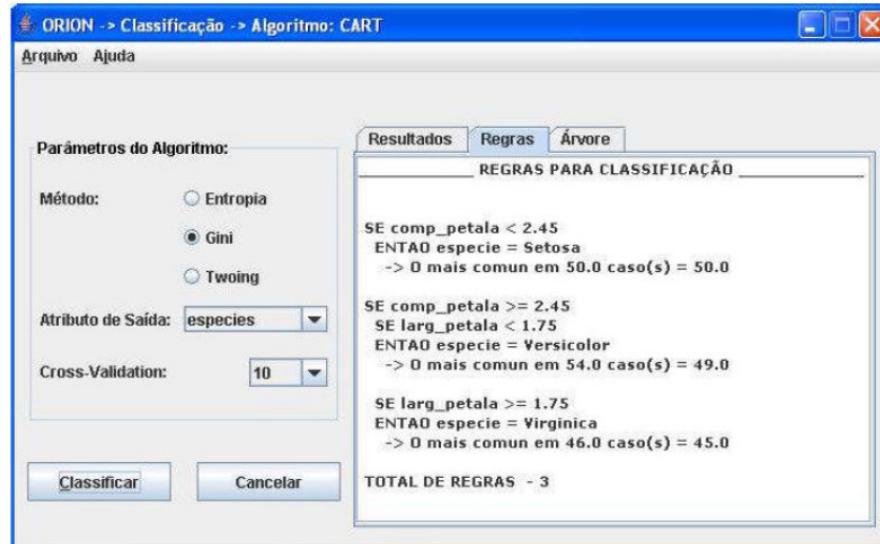 ORION -> Classificação -> Algoritmo: CART
Arquivo Ajuda
Parâmetros do Algoritmo:
Método:
Entropia
Gini
Twoing
Atributo de Saída: especies
Cross-Validation: 10
Classificar
Cancelar
Resultados Regras Árvore
REGRAS PARA CLASSIFICAÇÃO
SE comp_petala < 2.45
ENTAO especie = Setosa
-> O mais comun em 50.0 caso(s) = 50.0
SE comp_petala >= 2.45
SE larg_petala < 1.75
ENTAO especie = Versicolor
-> O mais comun em 54.0 caso(s) = 49.0
SE larg_petala >= 1.75
ENTAO especie = Virginica
-> O mais comun em 46.0 caso(s) = 45.0
TOTAL DE REGRAS - 3